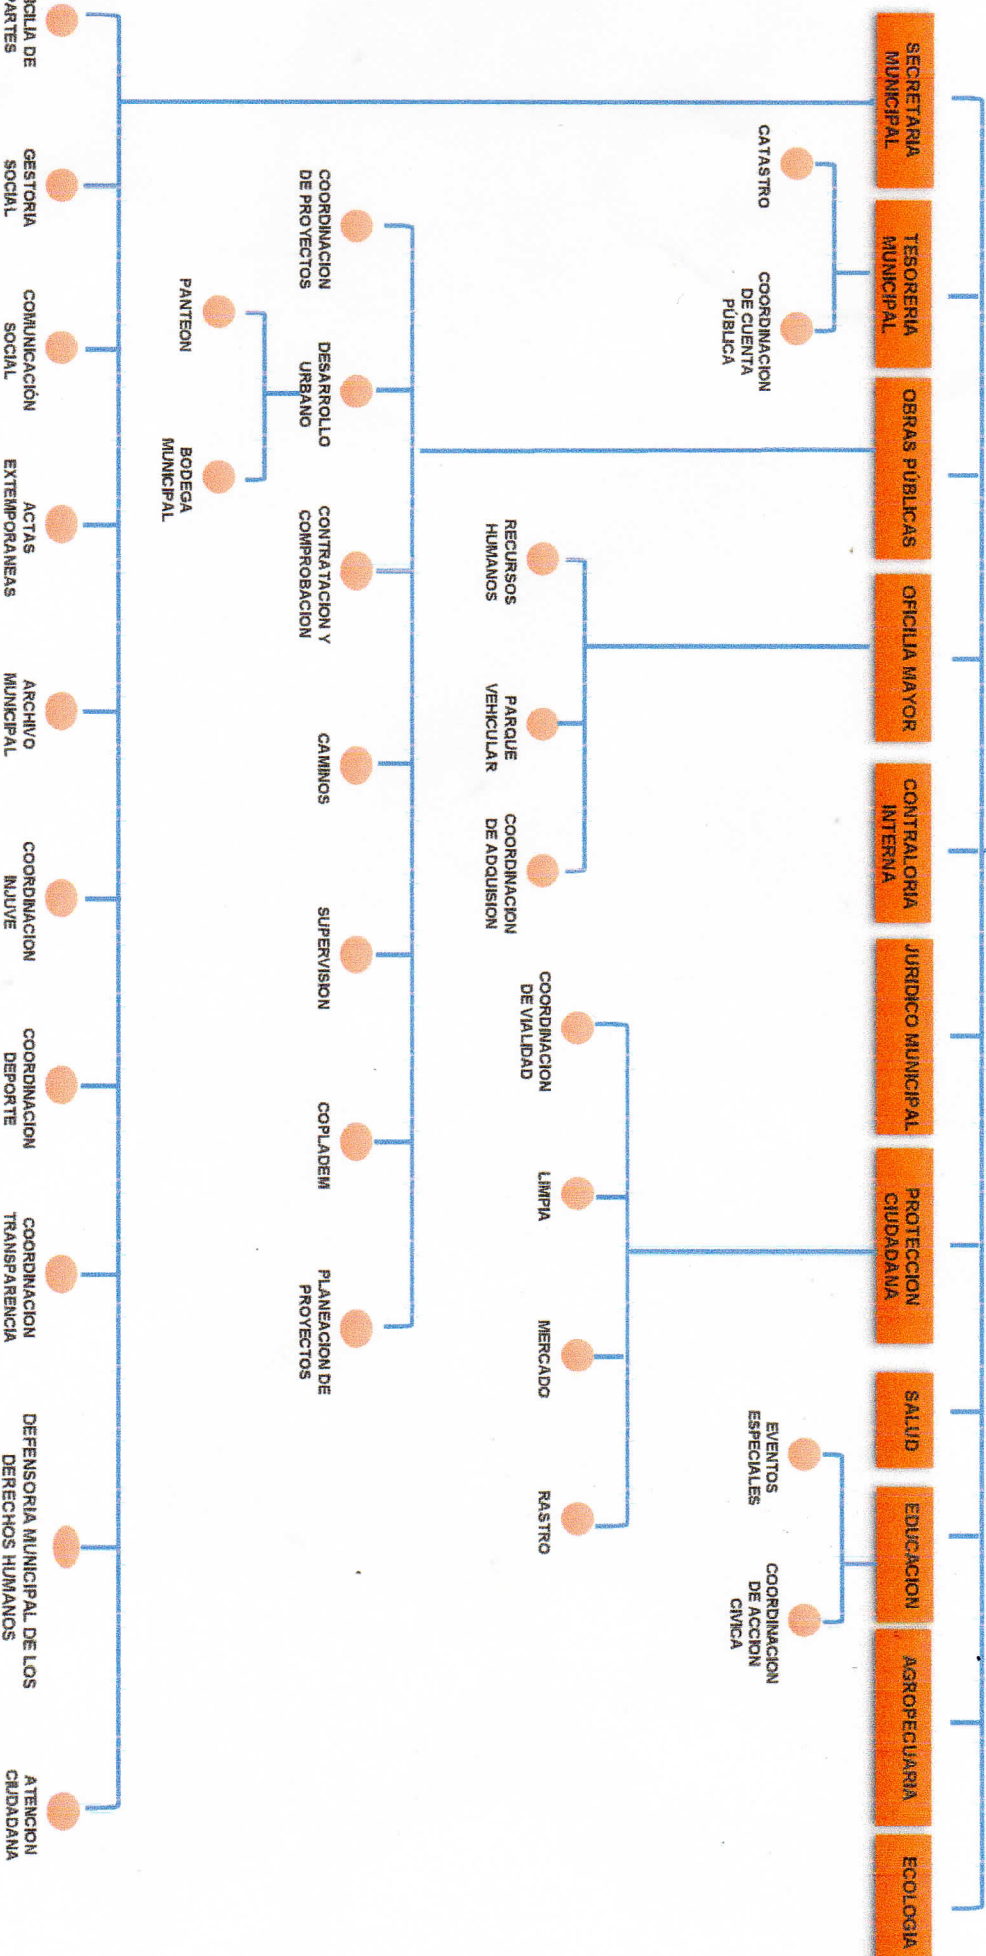 SECRETARIA
MUNICIPAL
TESORERIA
MUNICIPAL
OBRAS PÚBLICAS
OFICILIA MAYOR
CONTRALORIA
INTERNA
JURIDICO MUNICIPAL
PROTECCION
CIUDADANA
SALUD
EDUCACION
AGROPECUARIA
ECOLOGIA
CATASTRO
COORDINACION
DE CUENTA
PÚBLICA
EVENTOS
ESPECIALES
COORDINACION
DE ACCION
CIVICA
RECURSOS
HUMANOS
PARQUE
VEHICULAR
COORDINACION
DE ADQUISION
COORDINACION
DE VIALIDAD
LIMPIA
MERCADO
RASTRO
COORDINACION
DE PROYECTOS
DESARROLLO
URBANO
CONTRATACION Y
COMPROBACION
CAMINOS
SUPERVISION
COPLADEM
PLANEACION DE
PROYECTOS
PANTEON
BODEGA
MUNICIPAL
DE
PARTES
GESTORIA
SOCIAL
COMUNICACIÓN
SOCIAL
ACTAS
EXTEMPORANEAS
ARCHIVO
MUNICIPAL
COORDINACION
INJUVE
COORDINACION
DEPORTE
COORDINACION
TRANSPARENCIA
DEFENSORIA MUNICIPAL DE LOS
DERECHOS HUMANOS
ATENCION
CIUDADANA